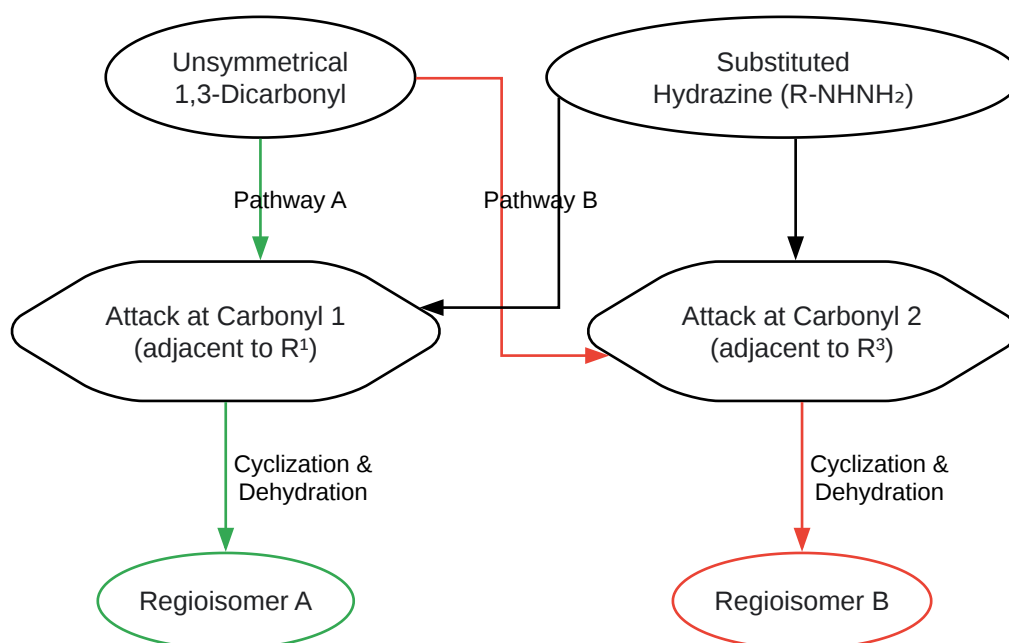 Unsymmetrical
1,3-Dicarbonyl
Substituted
Hydrazine (R-NHNH₂)
Pathway A
Pathway B
Attack at Carbonyl 1
(adjacent to R¹)
Attack at Carbonyl 2
(adjacent to R³)
Cyclization &
Dehydration
Cyclization &
Dehydration
Regioisomer A
Regioisomer B